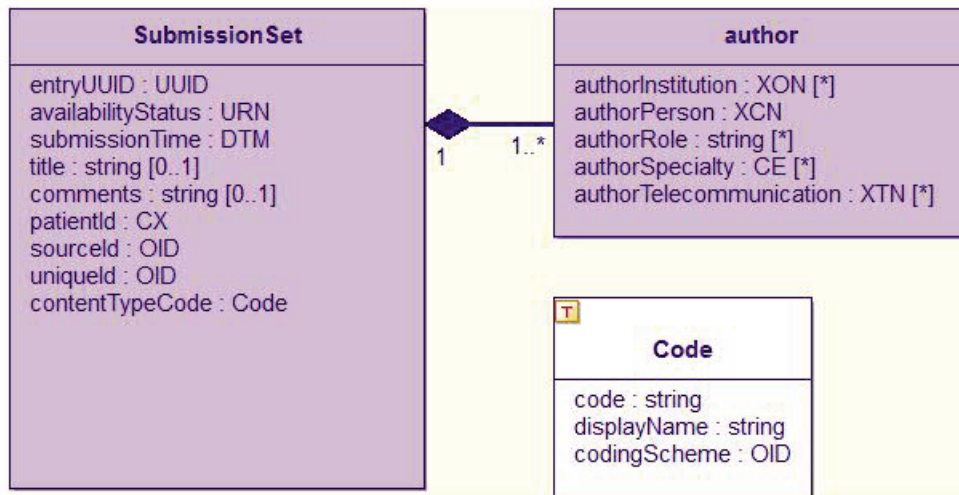 SubmissionSet
entryUUID : UUID
availabilityStatus : URN
submissionTime : DTM
title : string [0..1]
comments : string [0..1]
patientId : CX
sourceId : OID
uniqueId : OID
contentTypeCode : Code
1
1..*
author
authorInstitution : XON [*]
authorPerson : XCN
authorRole : string [*]
authorSpecialty : CE [*]
authorTelecommunication : XTN [*]
T
Code
code : string
displayName : string
codingScheme : OID